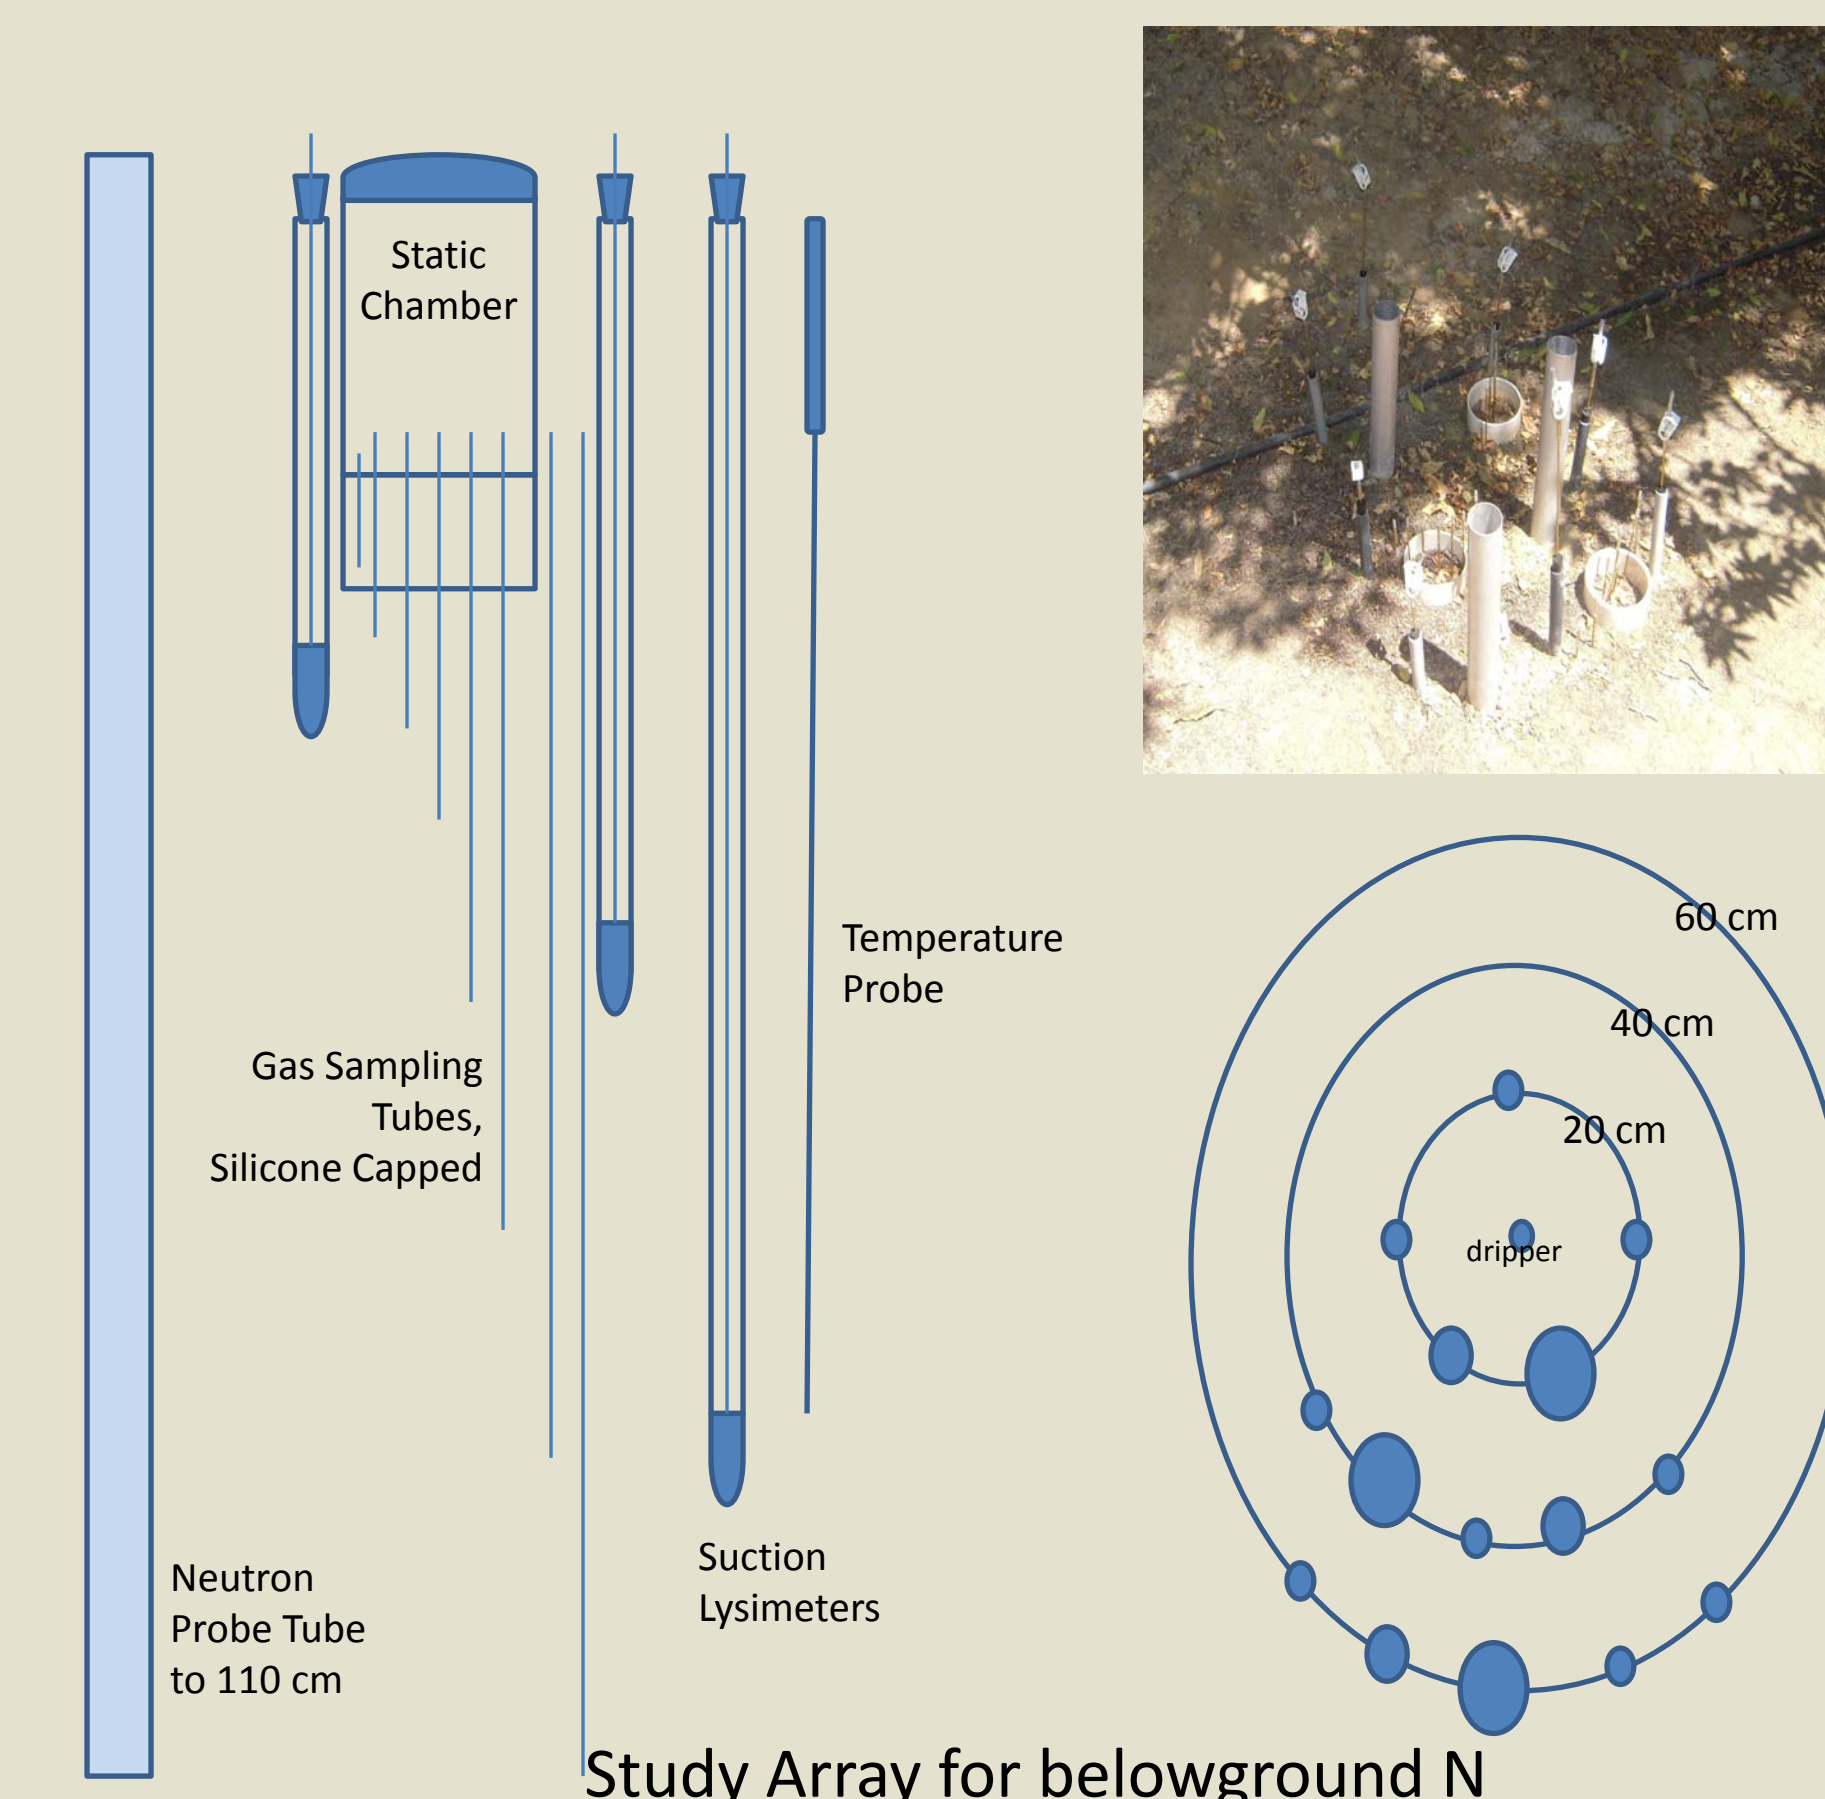 Static
Chamber
Temperature
Probe
Gas Sampling
Tubes,
Silicone Capped
Neutron
Probe Tube
to 110 cm
Suction
Lysimeters
60 cm
40 cm
20 cm
dripper
Study Array for belowground N